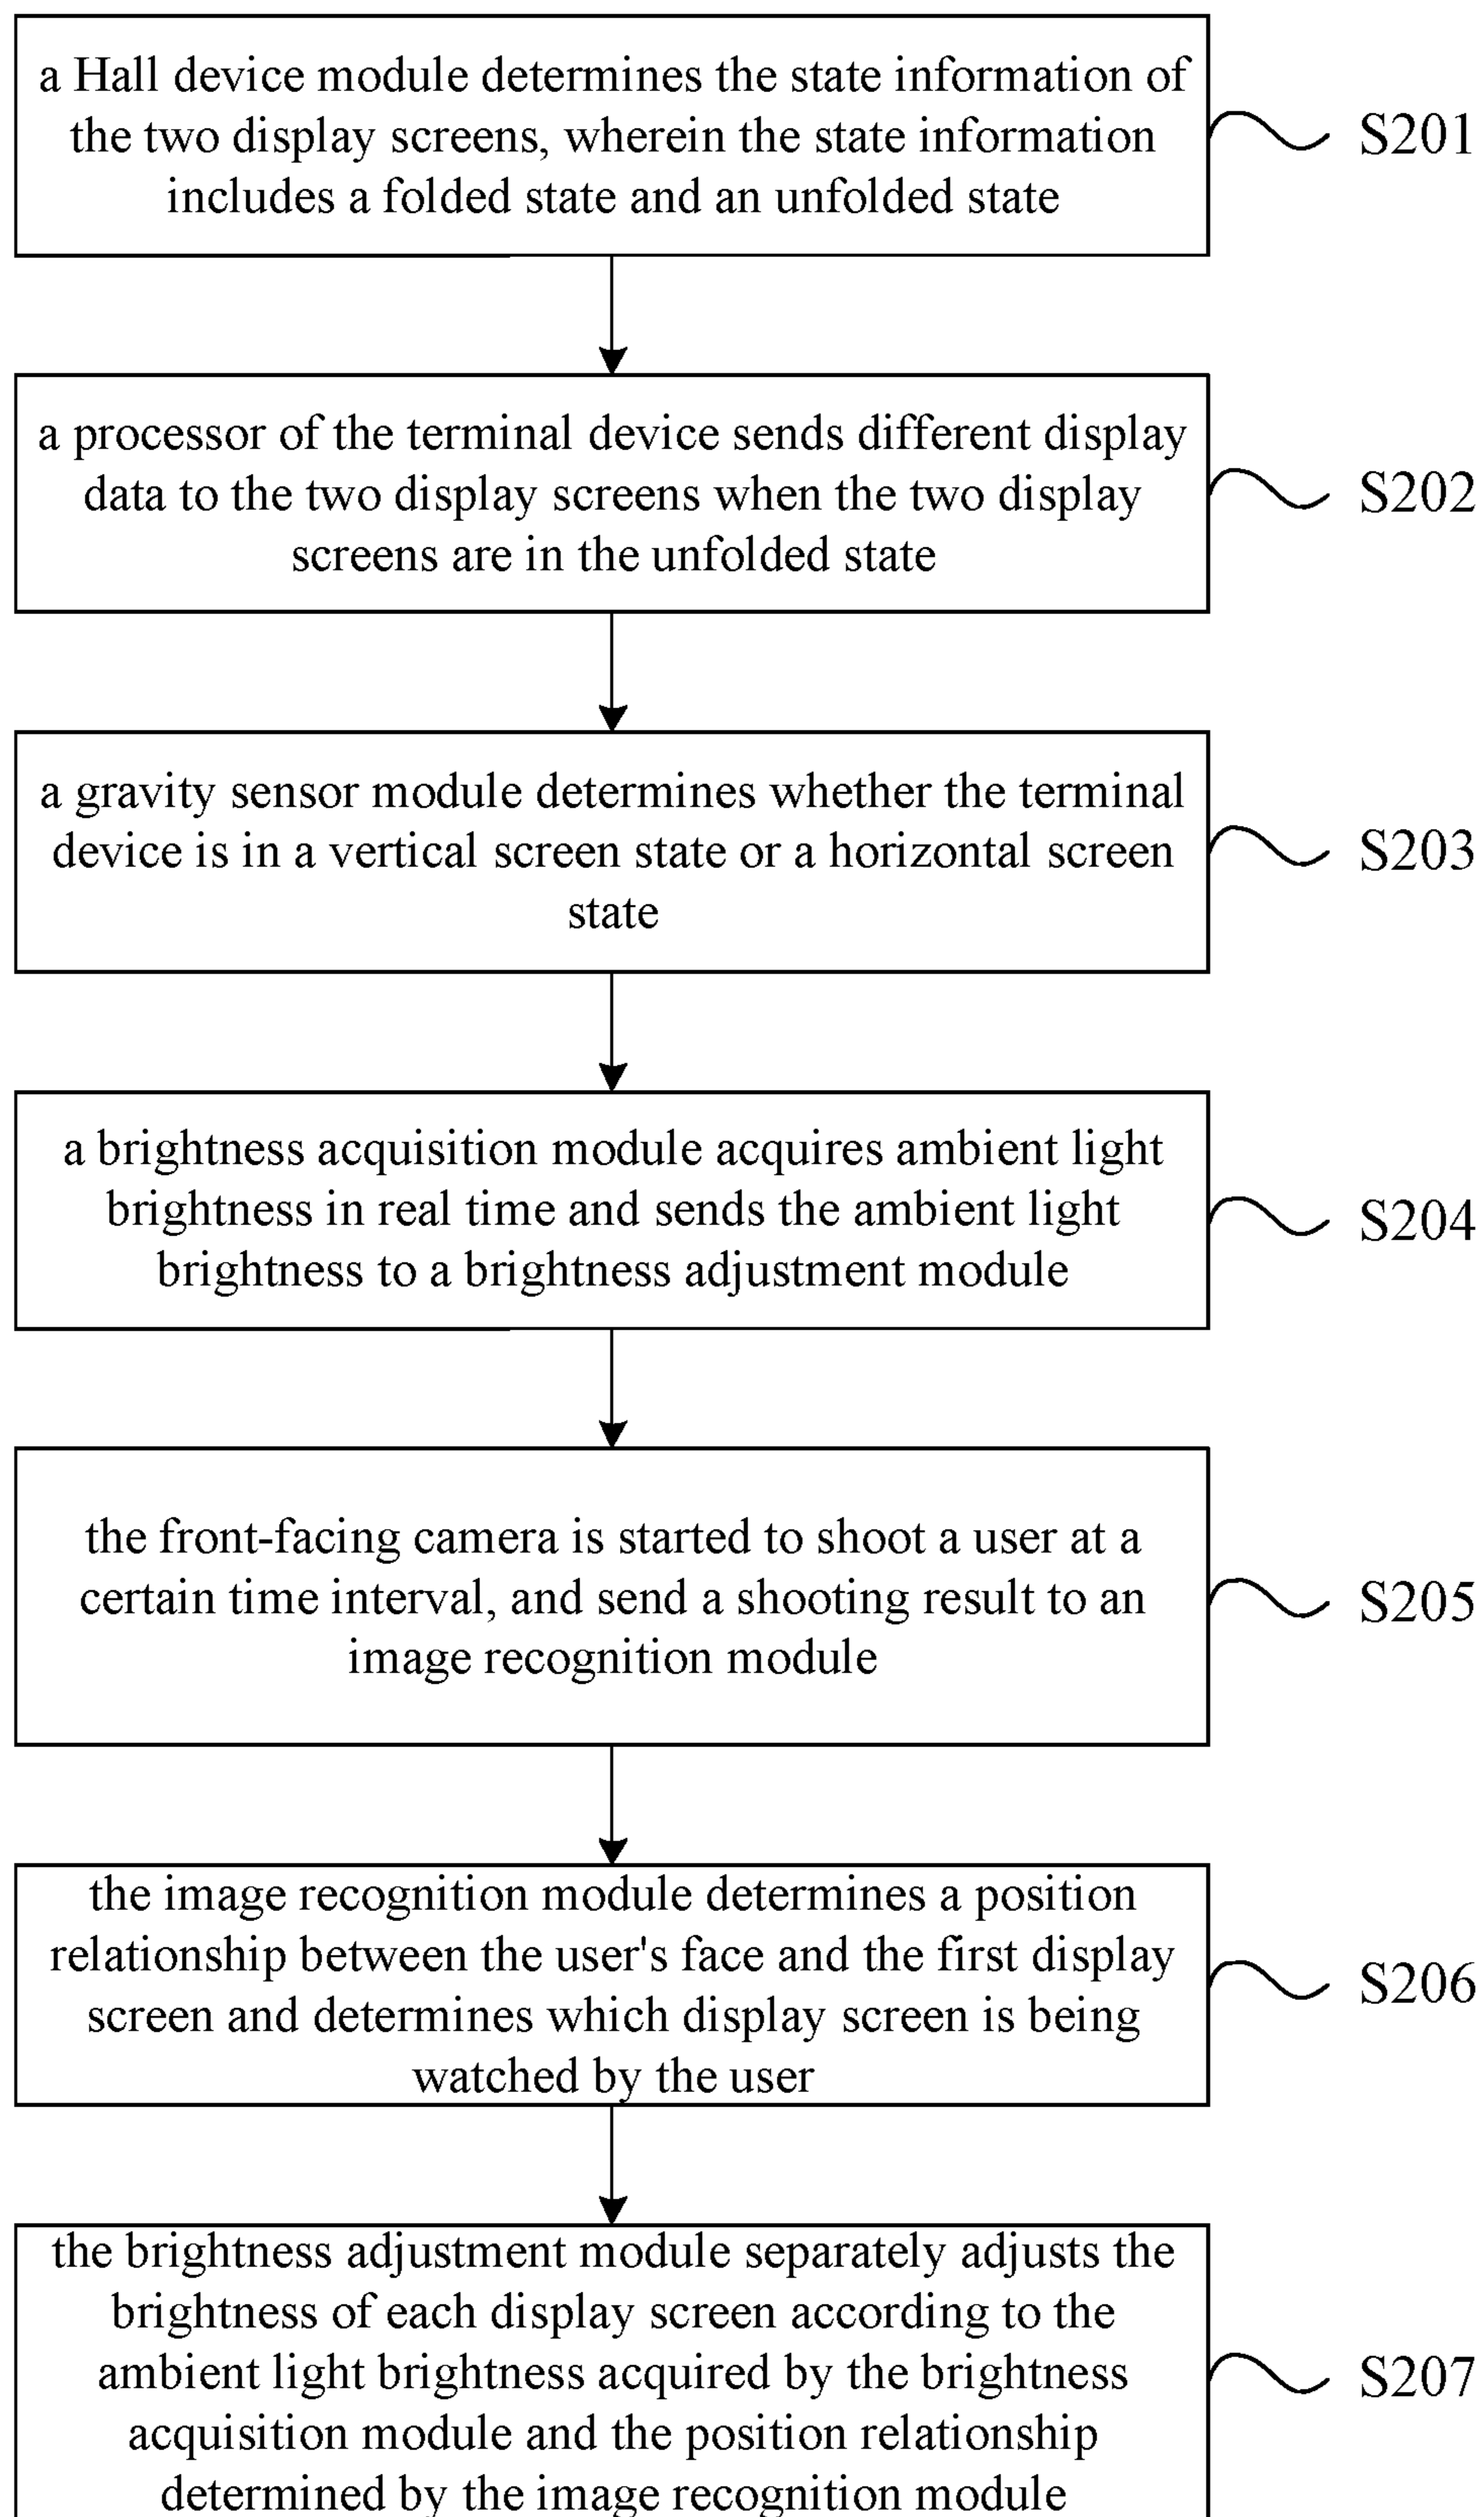 a Hall device module determines the state information of
the two display screens, wherein the state information
includes a folded state and an unfolded state
S201
a processor of the terminal device sends different display
data to the two display screens when the two display
screens are in the unfolded state
S202
a gravity sensor module determines whether the terminal
device is in a vertical screen state or a horizontal screen
state
S203
a brightness acquisition module acquires ambient light
brightness in real time and sends the ambient light
brightness to a brightness adjustment module
S204
the front-facing camera is started to shoot a user at a
certain time interval, and send a shooting result to an
image recognition module
S205
the image recognition module determines a position
relationship between the user's face and the first display
screen and determines which display screen is being
watched by the user
S206
the brightness adjustment module separately adjusts the
brightness of each display screen according to the
ambient light brightness acquired by the brightness
acquisition module and the position relationship
determined by the image recognition module
S207